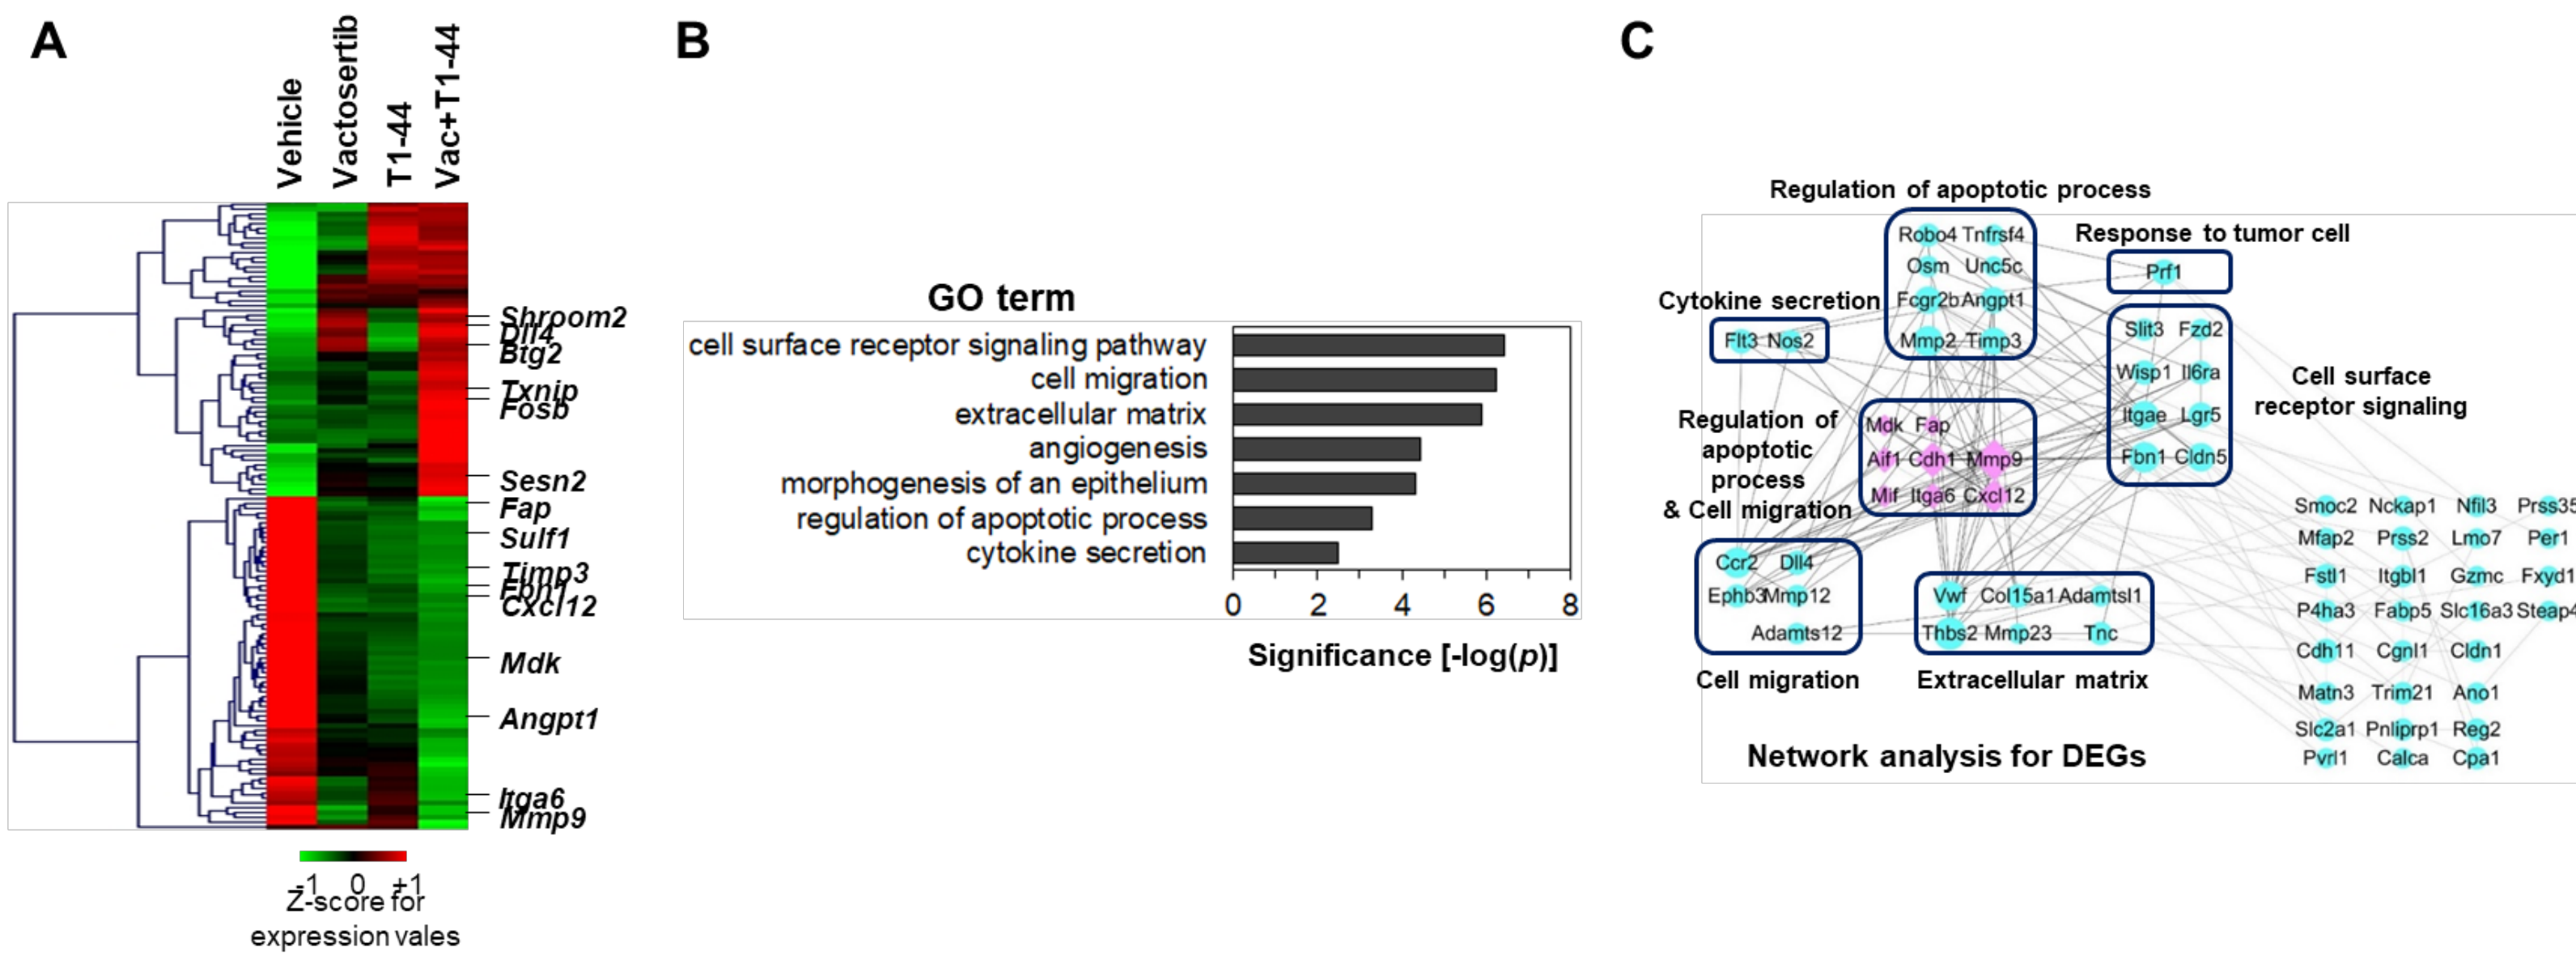 A
Vehicle
Vactosertib
T1-44
Vac+T1-44
Shroom2
Dll4
Btg2
Txnip
Fosb
Sesn2
Fap
Sulf1
Timp3
Fbn1
Cxcl12
Mdk
Angpt1
Itga6
Mmp9
-1 0 +1
Z-score for
expression vales
B
GO term
cell surface receptor signaling pathway
cell migration
extracellular matrix
angiogenesis
morphogenesis of an epithelium
regulation of apoptotic process
cytokine secretion
0 2 4 6 8
Significance [-log(p)]
C
Regulation of apoptotic process
Robo4 Tnfrsf4
Osm Unc5c
Fcgr2b Angpt1
Mmp2 Timp3
Response to tumor cell
Prf1
Cytokine secretion
Flt3 Nos2
Slit3 Fzd2
Wisp1 Il6ra
Itgae Lgr5
Fbn1 Cldn5
Cell surface
receptor signaling
Regulation of
apoptotic
process
& Cell migration
Mdk Fap
Aif1 Cdh1 Mmp9
Mif Itga6 Cxcl12
Ccr2 Dll4
Ephb3 Mmp12
Adamts12
Cell migration
Vwf Col15a1 Adamtsl1
Thbs2 Mmp23 Tnc
Extracellular matrix
Smoc2 Nckap1 Nfil3 Prss35
Mfap2 Prss2 Lmo7 Per1
Fstl1 Itgbl1 Gzmc Fxyd1
P4ha3 Fabp5 Slc16a3 Steap4
Cdh11 Cgnl1 Cldn1
Matn3 Trim21 Ano1
Slc2a1 Pnliprp1 Reg2
Pvrl1 Calca Cpa1
Network analysis for DEGs